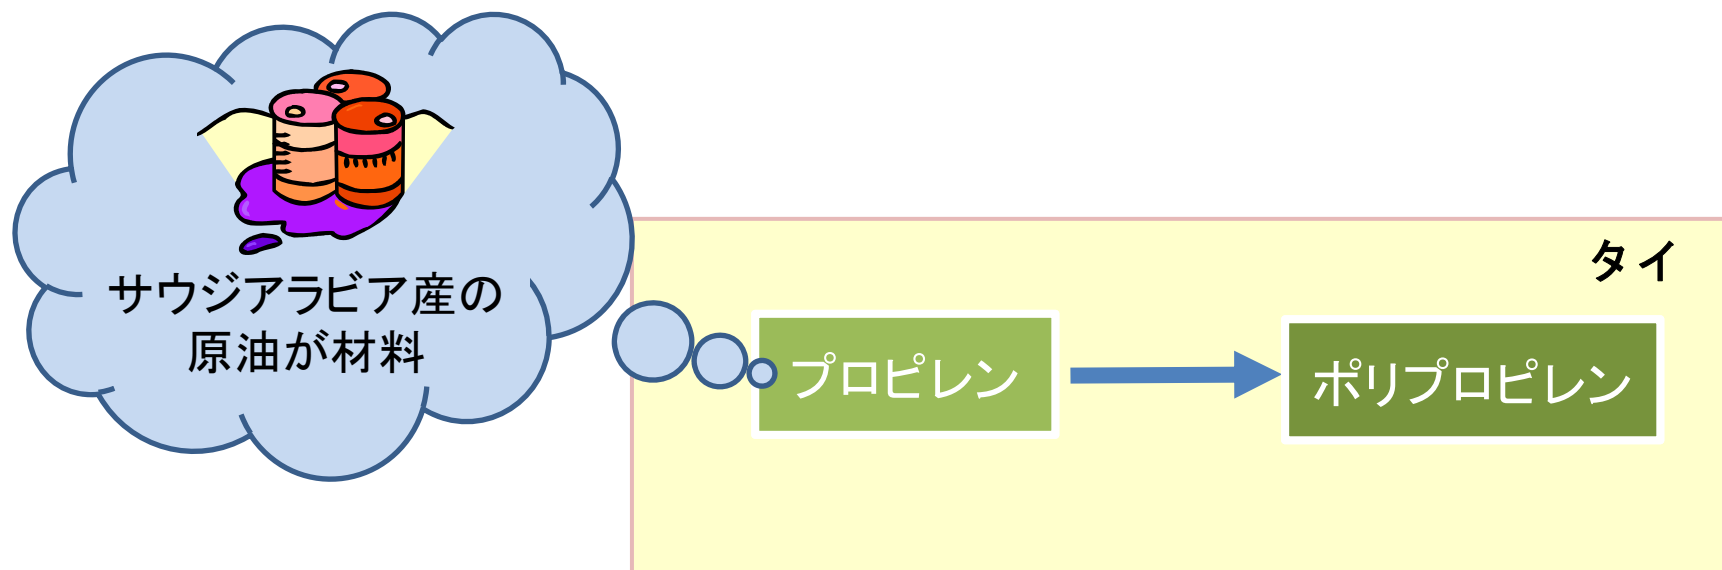 サウジアラビア産の
原油が材料
タイ
プロピレン
ポリプロピレン